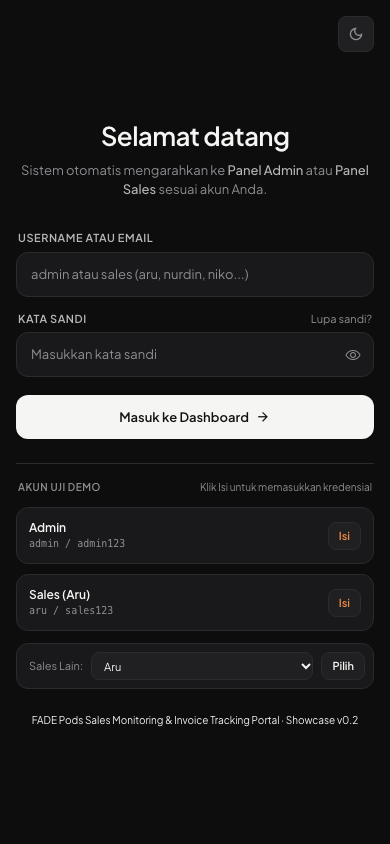 Selamat datang
Sistem otomatis mengarahkan ke Panel Admin atau Panel
Sales sesuai akun Anda.
USERNAME ATAU EMAIL
admin atau sales (aru, nurdin, niko...)
KATA SANDI
Lupa sandi?
Masukkan kata sandi
Masuk ke Dashboard →
AKUN UJI DEMO
Klik Isi untuk memasukkan kredensial
Admin
admin / admin123
Isi
Sales (Aru)
aru / sales123
Isi
Sales Lain:
Aru
Pilih
FADE Pods Sales Monitoring & Invoice Tracking Portal · Showcase v0.2